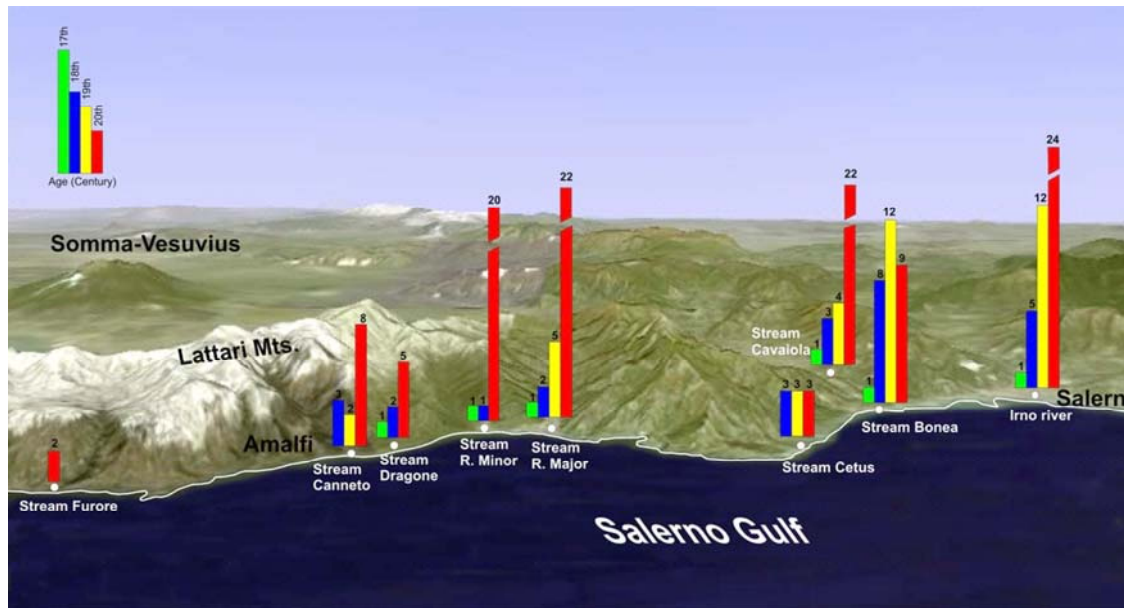 17th
18th
19th
20th
Age (Century)
24
22
20
22
12
12
Somma-Vesuvius
8
9
8
5
5
4
3
Lattari Mts.
Stream
Cavaiola
1
5
3
2
2
1
2
1
1
1
1
3 3 3
1
1
Salern
Irno river
Amalfi
2
Stream Bonea
Stream
Canneto
Stream
Dragone
Stream
R. Minor
Stream
R. Major
Stream Cetus
Stream Furore
Salerno Gulf